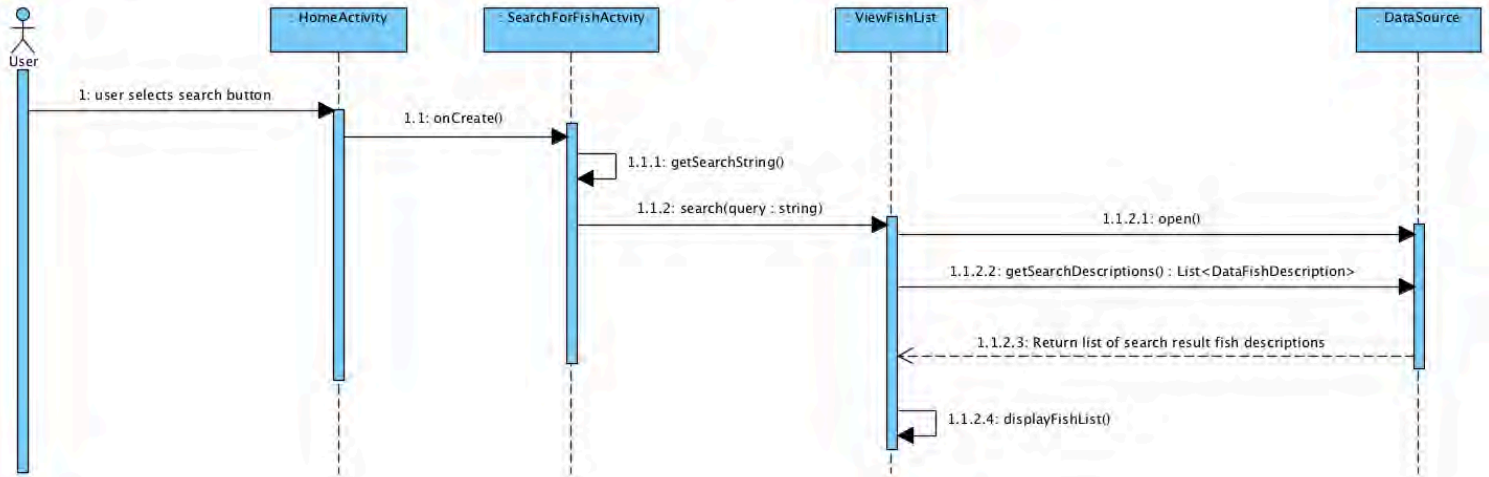 : HomeActivity
: SearchForFishActvity
: ViewFishList
: DataSource
User
1: user selects search button
1.1: onCreate()
1.1.1: getSearchString()
1.1.2: search(query : string)
1.1.2.1: open()
1.1.2.2: getSearchDescriptions() : List<DataFishDescription>
1.1.2.3: Return list of search result fish descriptions
1.1.2.4: displayFishList()